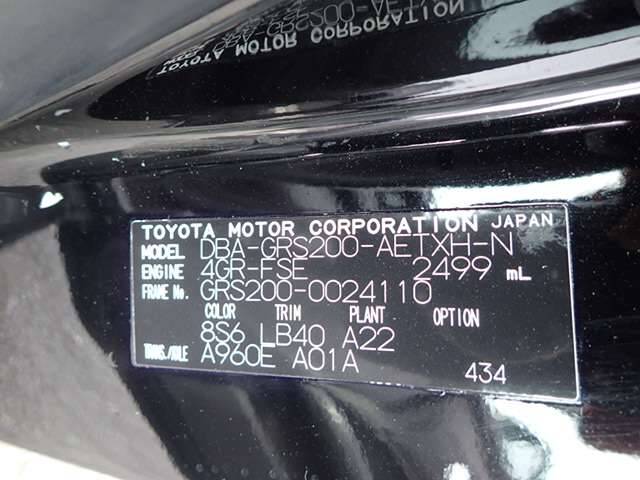 TOYOTA MOTOR CORPORATION JAPAN
MODEL DBA-GRS200-AETXH-N
ENGINE 4GR-FSE 2499 mL
FRAME No. GRS200-0024110
COLOR TRIM PLANT OPTION
8S6 LB40 A22
TRANS./AXLE A960E A01A
434